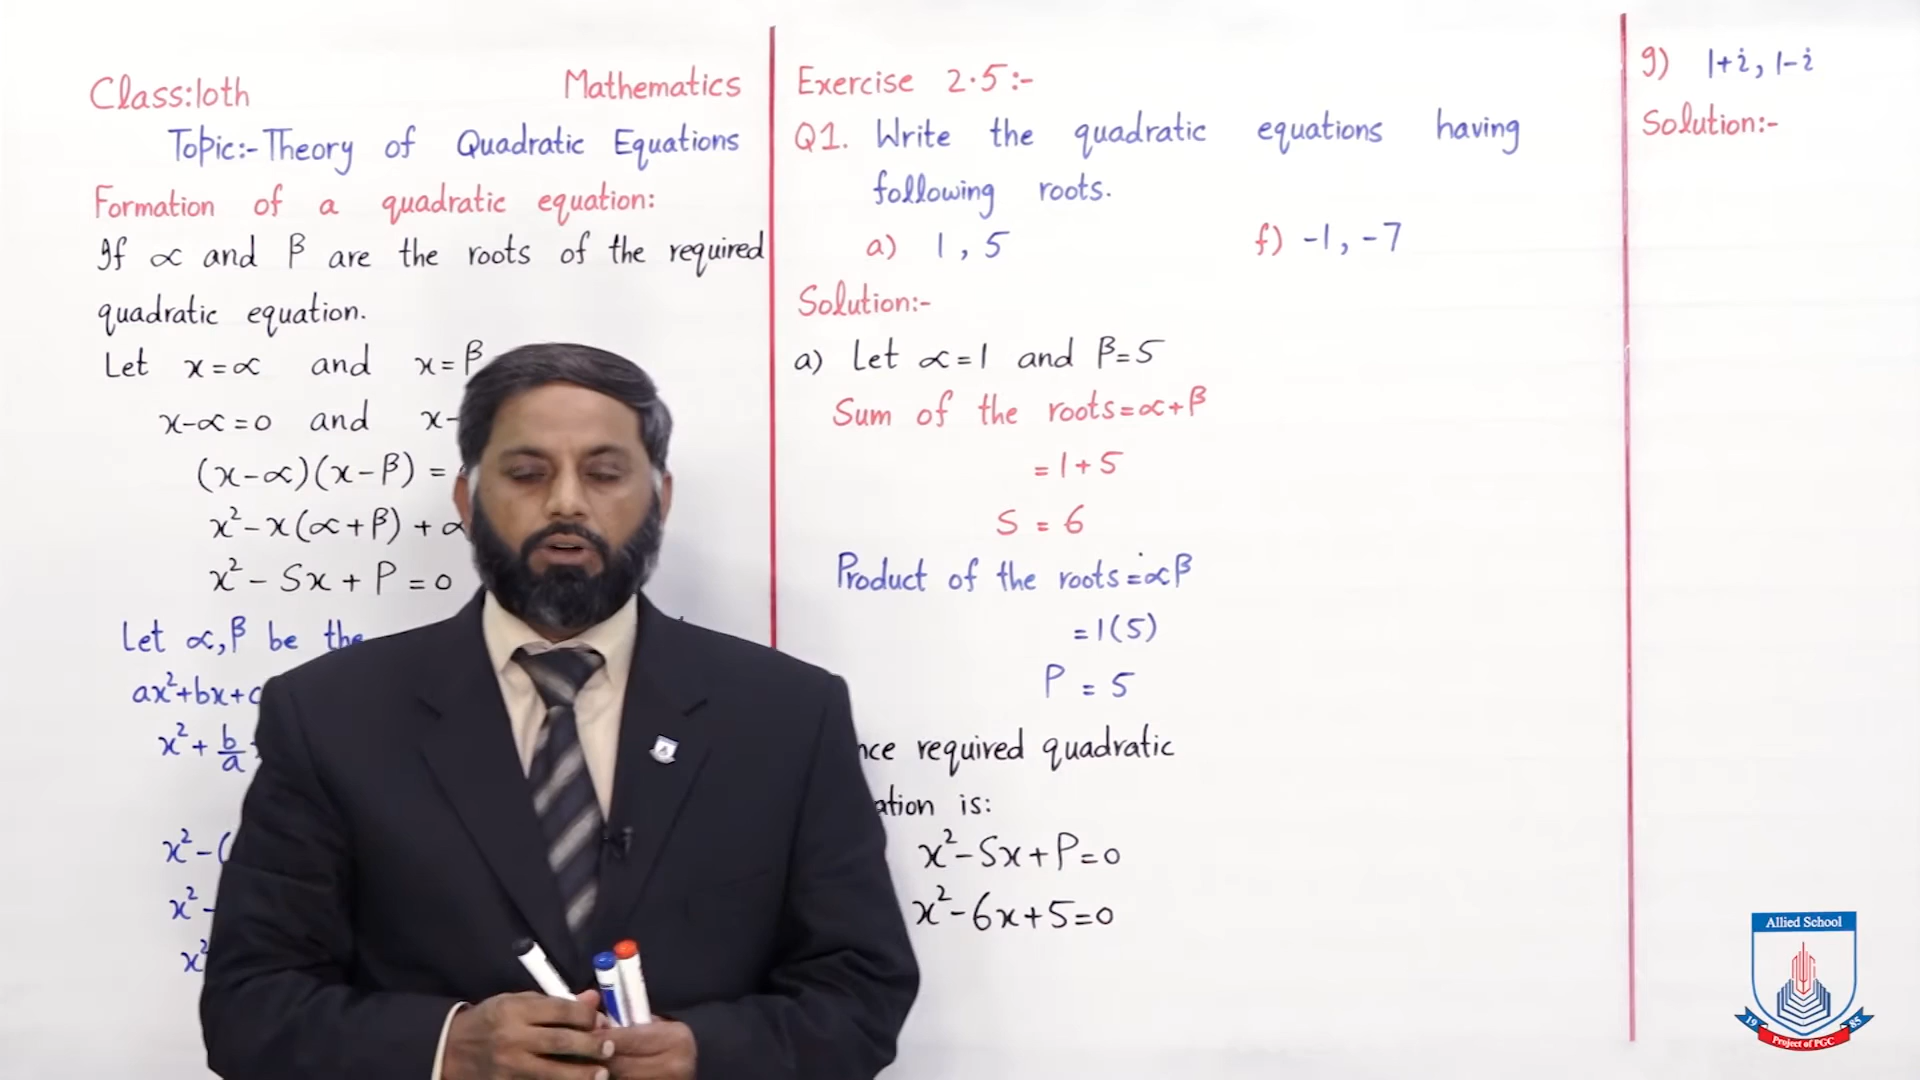 Class:10th Mathematics
Topic:- Theory of Quadratic Equations
Formation of a quadratic equation:
If α and β are the roots of the required
quadratic equation.
Let x=α and x=β
x-α=0 and x-
(x-α)(x-β) =
x²-x(α+β)+α
x²-Sx+P=0
Let α,β be the
ax²+bx+c
x²+b/a
x²-(
x²-
x²
Exercise 2.5:-
Q1. Write the quadratic equations having
following roots.
a) 1, 5 f) -1, -7
Solution:-
a) Let α=1 and β=5
Sum of the roots=α+β
=1+5
S = 6
Product of the roots=αβ
=1(5)
P = 5
nce required quadratic
ation is:
x²-Sx+P=0
x²-6x+5=0
g) 1+i, 1-i
Solution:-
Allied School
19 85
Project of PGC